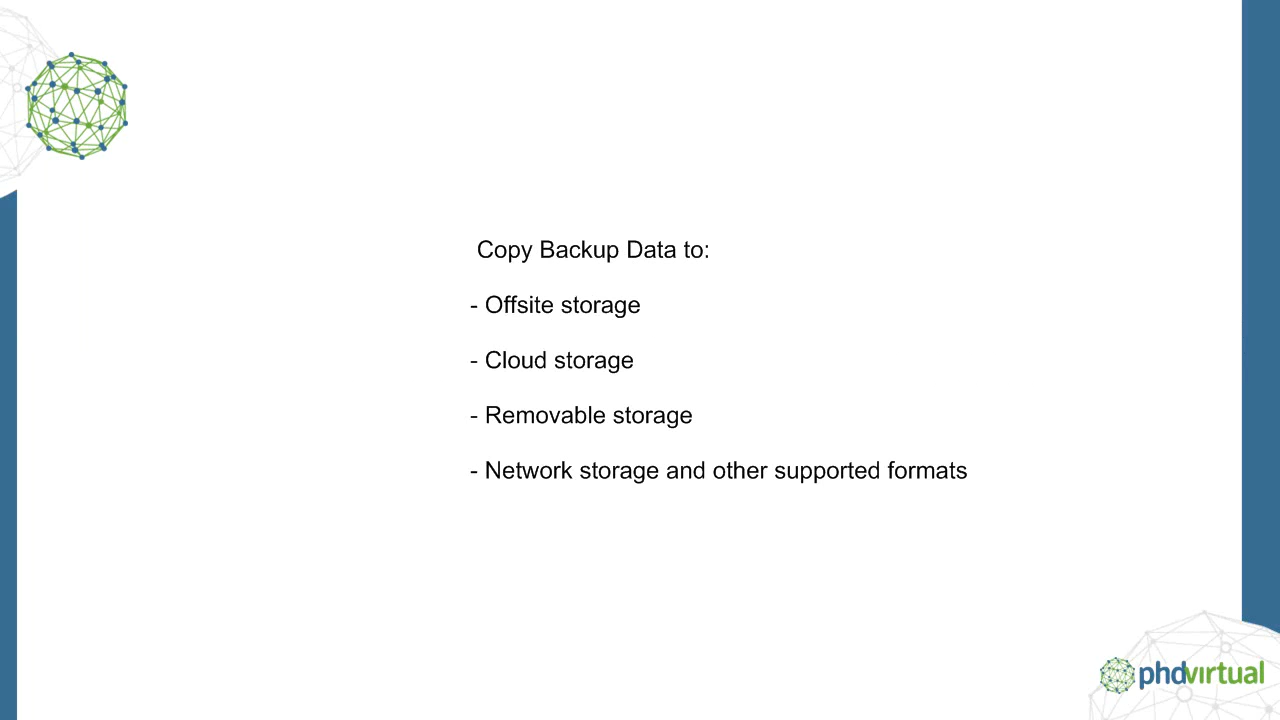 Copy Backup Data to:
- Offsite storage
- Cloud storage
- Removable storage
- Network storage and other supported formats
phdvirtual